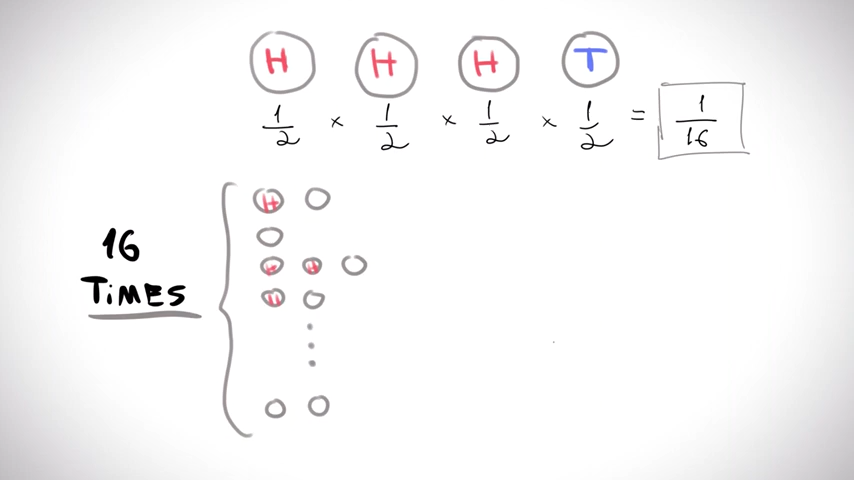 H H H T
1/2 × 1/2 × 1/2 × 1/2 = 1/16
H
16
TiMES
H H
H